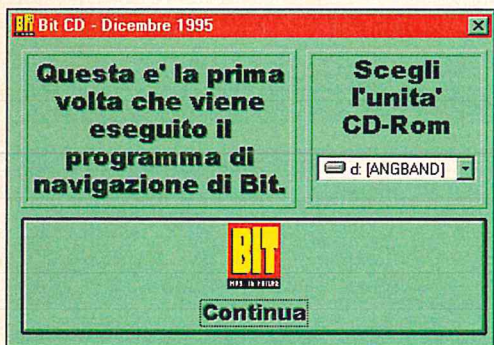 Bit CD - Dicembre 1995
Questa e' la prima
volta che viene
eseguito il
programma di
navigazione di Bit.
Scegli
l'unita'
CD-Rom
d: [ANGBAND]
BIT
Continua